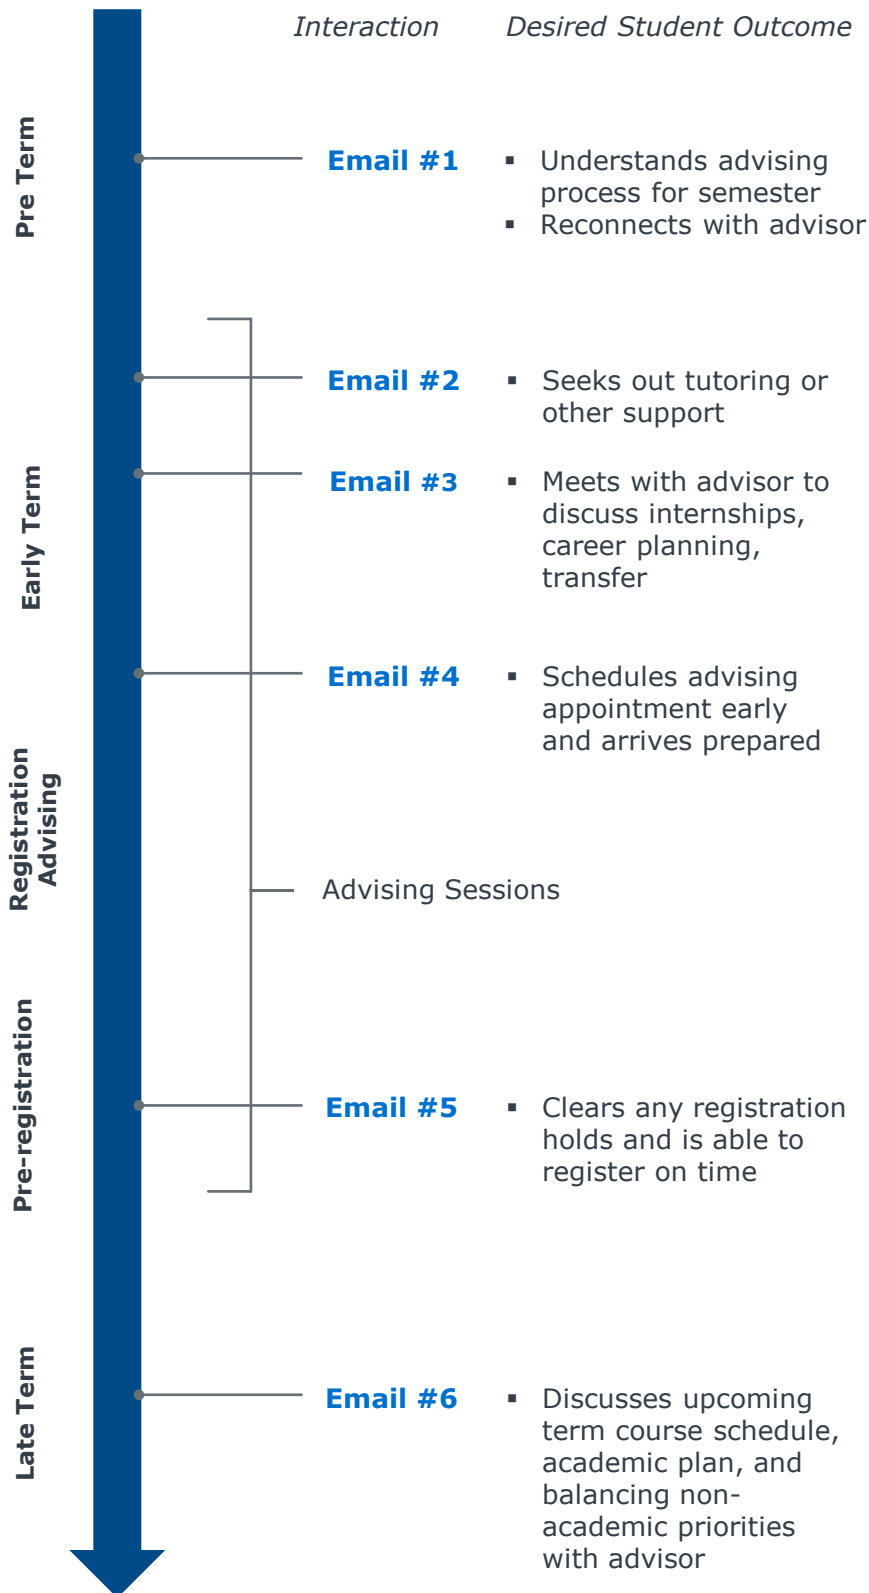 Interaction
Desired Student Outcome
Pre Term
Email #1
▪ Understands advising
process for semester
▪ Reconnects with advisor
Early Term
Email #2
▪ Seeks out tutoring or
other support
Email #3
▪ Meets with advisor to
discuss internships,
career planning,
transfer
Email #4
▪ Schedules advising
appointment early
and arrives prepared
Registration
Advising
Advising Sessions
Pre-registration
Email #5
▪ Clears any registration
holds and is able to
register on time
Late Term
Email #6
▪ Discusses upcoming
term course schedule,
academic plan, and
balancing non-
academic priorities
with advisor